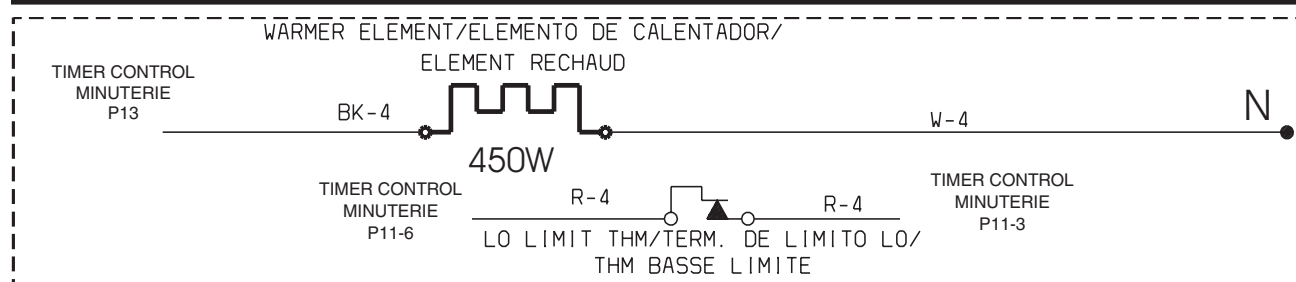 WARMER ELEMENT/ELEMENTO DE CALENTADOR/
ELEMENT RECHAUD
TIMER CONTROL
MINUTERIE
P13
BK-4
W-4
N
450W
TIMER CONTROL
MINUTERIE
P11-6
R-4
R-4
TIMER CONTROL
MINUTERIE
P11-3
LO LIMIT THM/TERM. DE LIMITO LO/
THM BASSE LIMITE